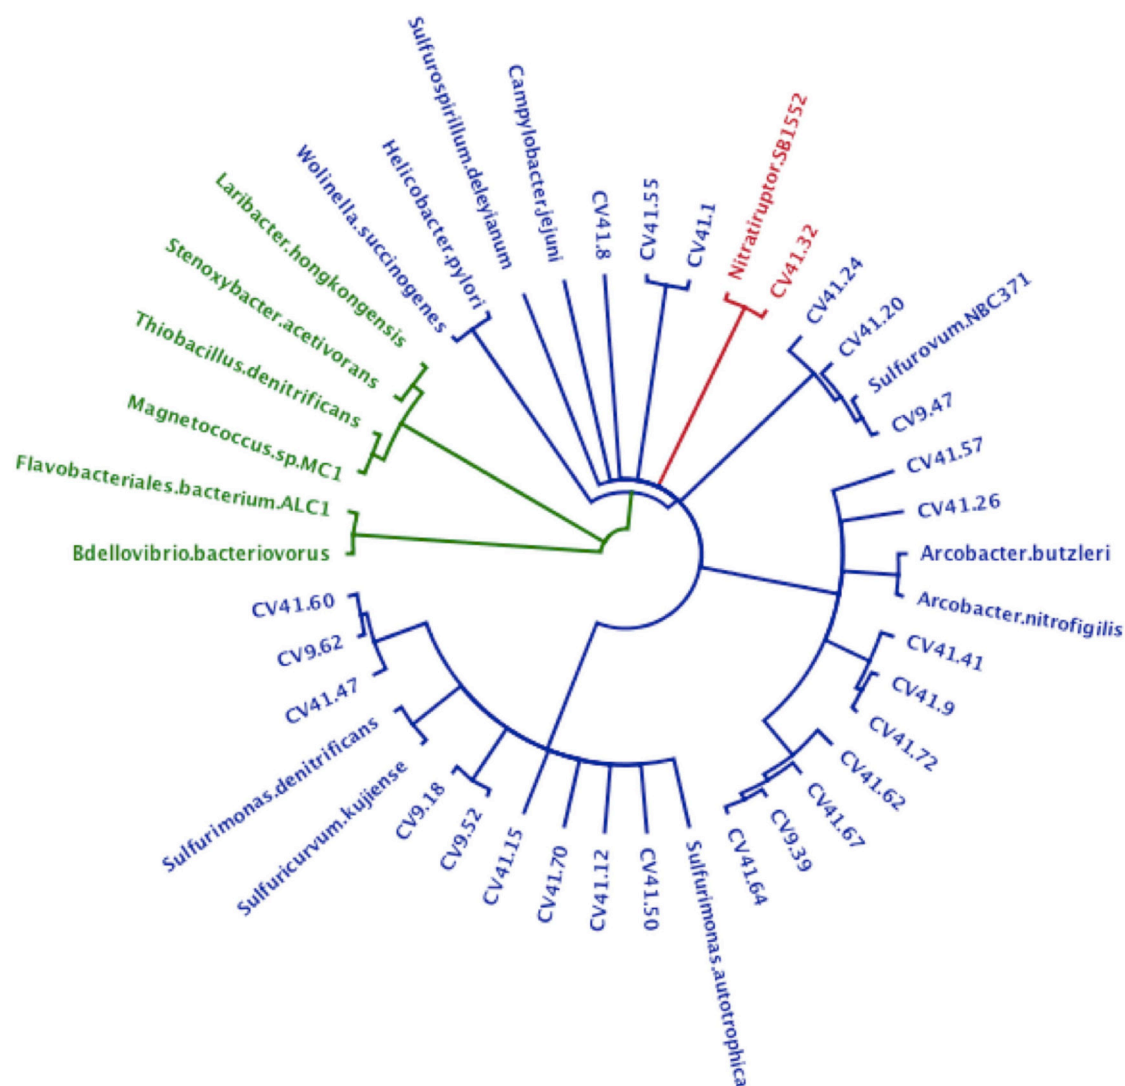 Sulfurospirillum.deleyianum
Campylobacter.jejuni
CV41.8
CV41.55
CV41.1
Nitratiruptor.SB1552
CV41.32
CV41.24
CV41.20
Sulfurovum.NBC371
CV9.47
CV41.57
CV41.26
Arcobacter.butzleri
Arcobacter.nitrofigilis
CV41.41
CV41.9
CV41.72
CV41.62
CV41.67
CV9.39
CV41.64
Sulfurimonas.autotrophica
CV41.50
CV41.12
CV41.70
CV41.15
CV9.52
CV9.18
Sulfuricurvum.kujiense
Sulfurimonas.denitrificans
CV41.47
CV9.62
CV41.60
Bdellovibrio.bacteriovorus
Flavobacteriales.bacterium.ALC1
Magnetococcus.sp.MC1
Thiobacillus.denitrificans
Stenoxybacter.acetivorans
Laribacter.hongkongensis
Wolinella.succinogenes
Helicobacter.pylori